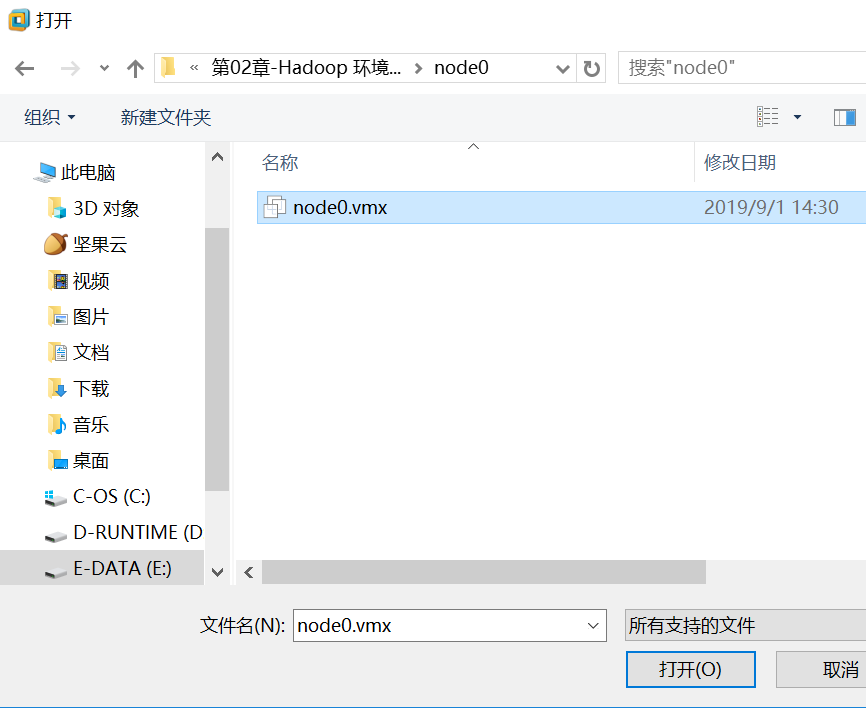 打开
« 第02章-Hadoop 环境... > node0
搜索"node0"
组织 新建文件夹
名称 修改日期
node0.vmx 2019/9/1 14:30
此电脑
3D 对象
坚果云
视频
图片
文档
下载
音乐
桌面
C-OS (C:)
D-RUNTIME (D
E-DATA (E:)
文件名(N): node0.vmx 所有支持的文件
打开(O) 取消